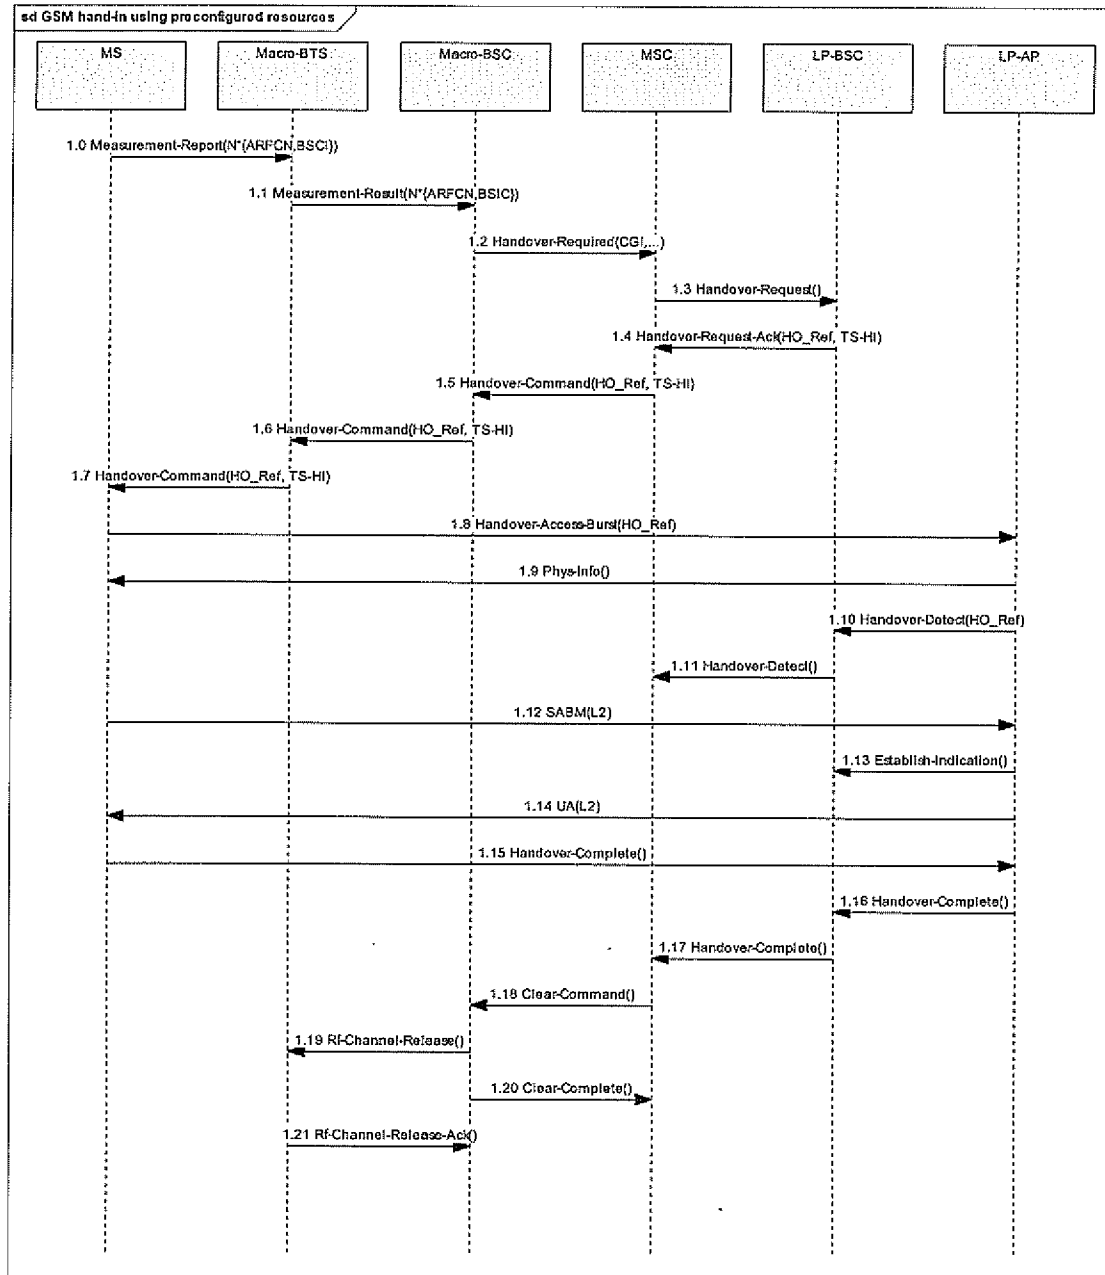 sd GSM hand-in using preconfigured resources
MS
Macro-BTS
Macro-BSC
MSC
LP-BSC
LP-AP
1.0 Measurement-Report(N*{ARFCN,BSCI})
1.1 Measurement-Result(N*{ARFCN,BSIC})
1.2 Handover-Required(CGI,...)
1.3 Handover-Request()
1.4 Handover-Request-Ack(HO_Ref, TS-HI)
1.5 Handover-Command(HO_Ref, TS-HI)
1.6 Handover-Command(HO_Ref, TS-HI)
1.7 Handover-Command(HO_Ref, TS-HI)
1.8 Handover-Access-Burst(HO_Ref)
1.9 Phys-Info()
1.10 Handover-Detect(HO_Ref)
1.11 Handover-Detect()
1.12 SABM(L2)
1.13 Establish-Indication()
1.14 UA(L2)
1.15 Handover-Complete()
1.16 Handover-Complete()
1.17 Handover-Complete()
1.18 Clear-Command()
1.19 Rf-Channel-Release()
1.20 Clear-Complete()
1.21 Rf-Channel-Release-Ack()